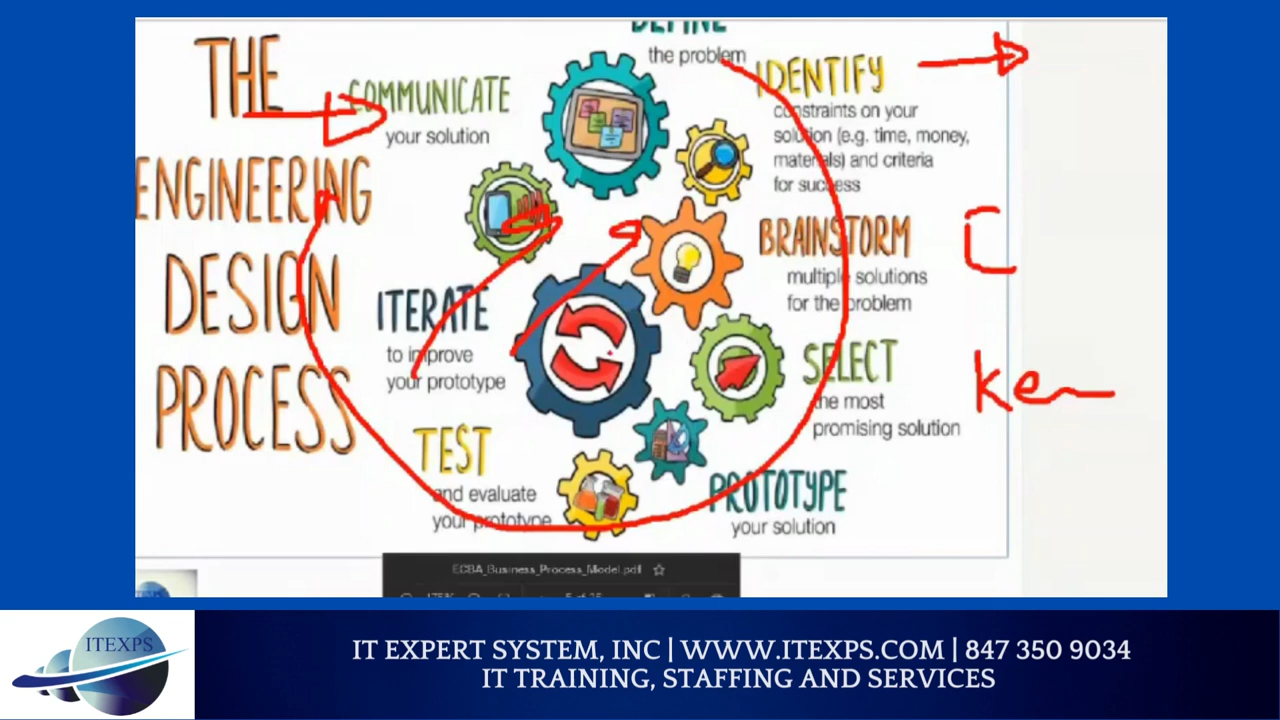 THE
ENGINEERING
DESIGN
PROCESS
DEFINE
the problem
IDENTIFY
constraints on your
solution (e.g. time, money,
materials) and criteria
for success
BRAINSTORM
multiple solutions
for the problem
SELECT
the most
promising solution
PROTOTYPE
your solution
TEST
and evaluate
your prototype
ITERATE
to improve
your prototype
COMMUNICATE
your solution
ECBA_Business_Process_Model.pdf
ITEXPS
IT EXPERT SYSTEM, INC | WWW.ITEXPS.COM | 847 350 9034
IT TRAINING, STAFFING AND SERVICES